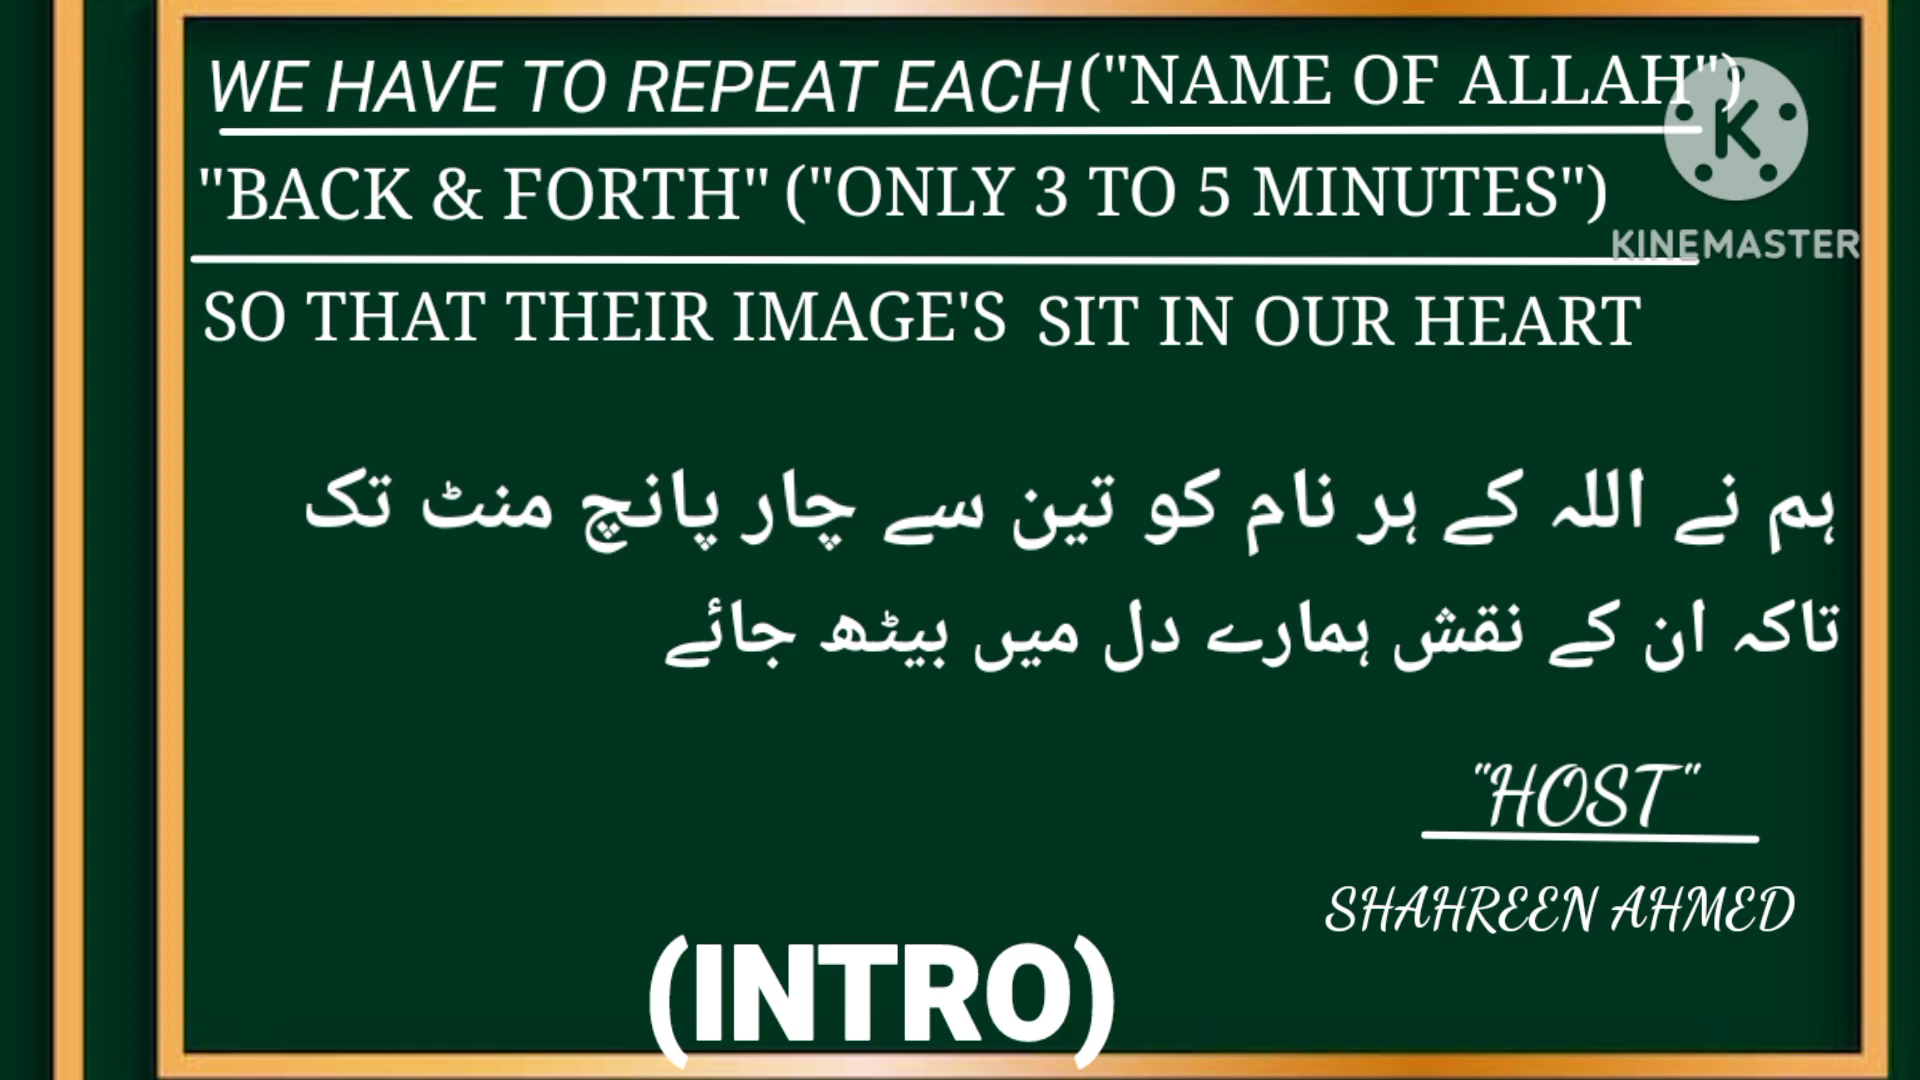 WE HAVE TO REPEAT EACH ("NAME OF ALLAH")
"BACK & FORTH" ("ONLY 3 TO 5 MINUTES")
KINEMASTER
SO THAT THEIR IMAGE'S SIT IN OUR HEART
ہم نے اللہ کے ہر نام کو تین سے چار پانچ منٹ تک
تاکہ ان کے نقش ہمارے دل میں بیٹھ جائے
"HOST"
SHAHREEN AHMED
(INTRO)